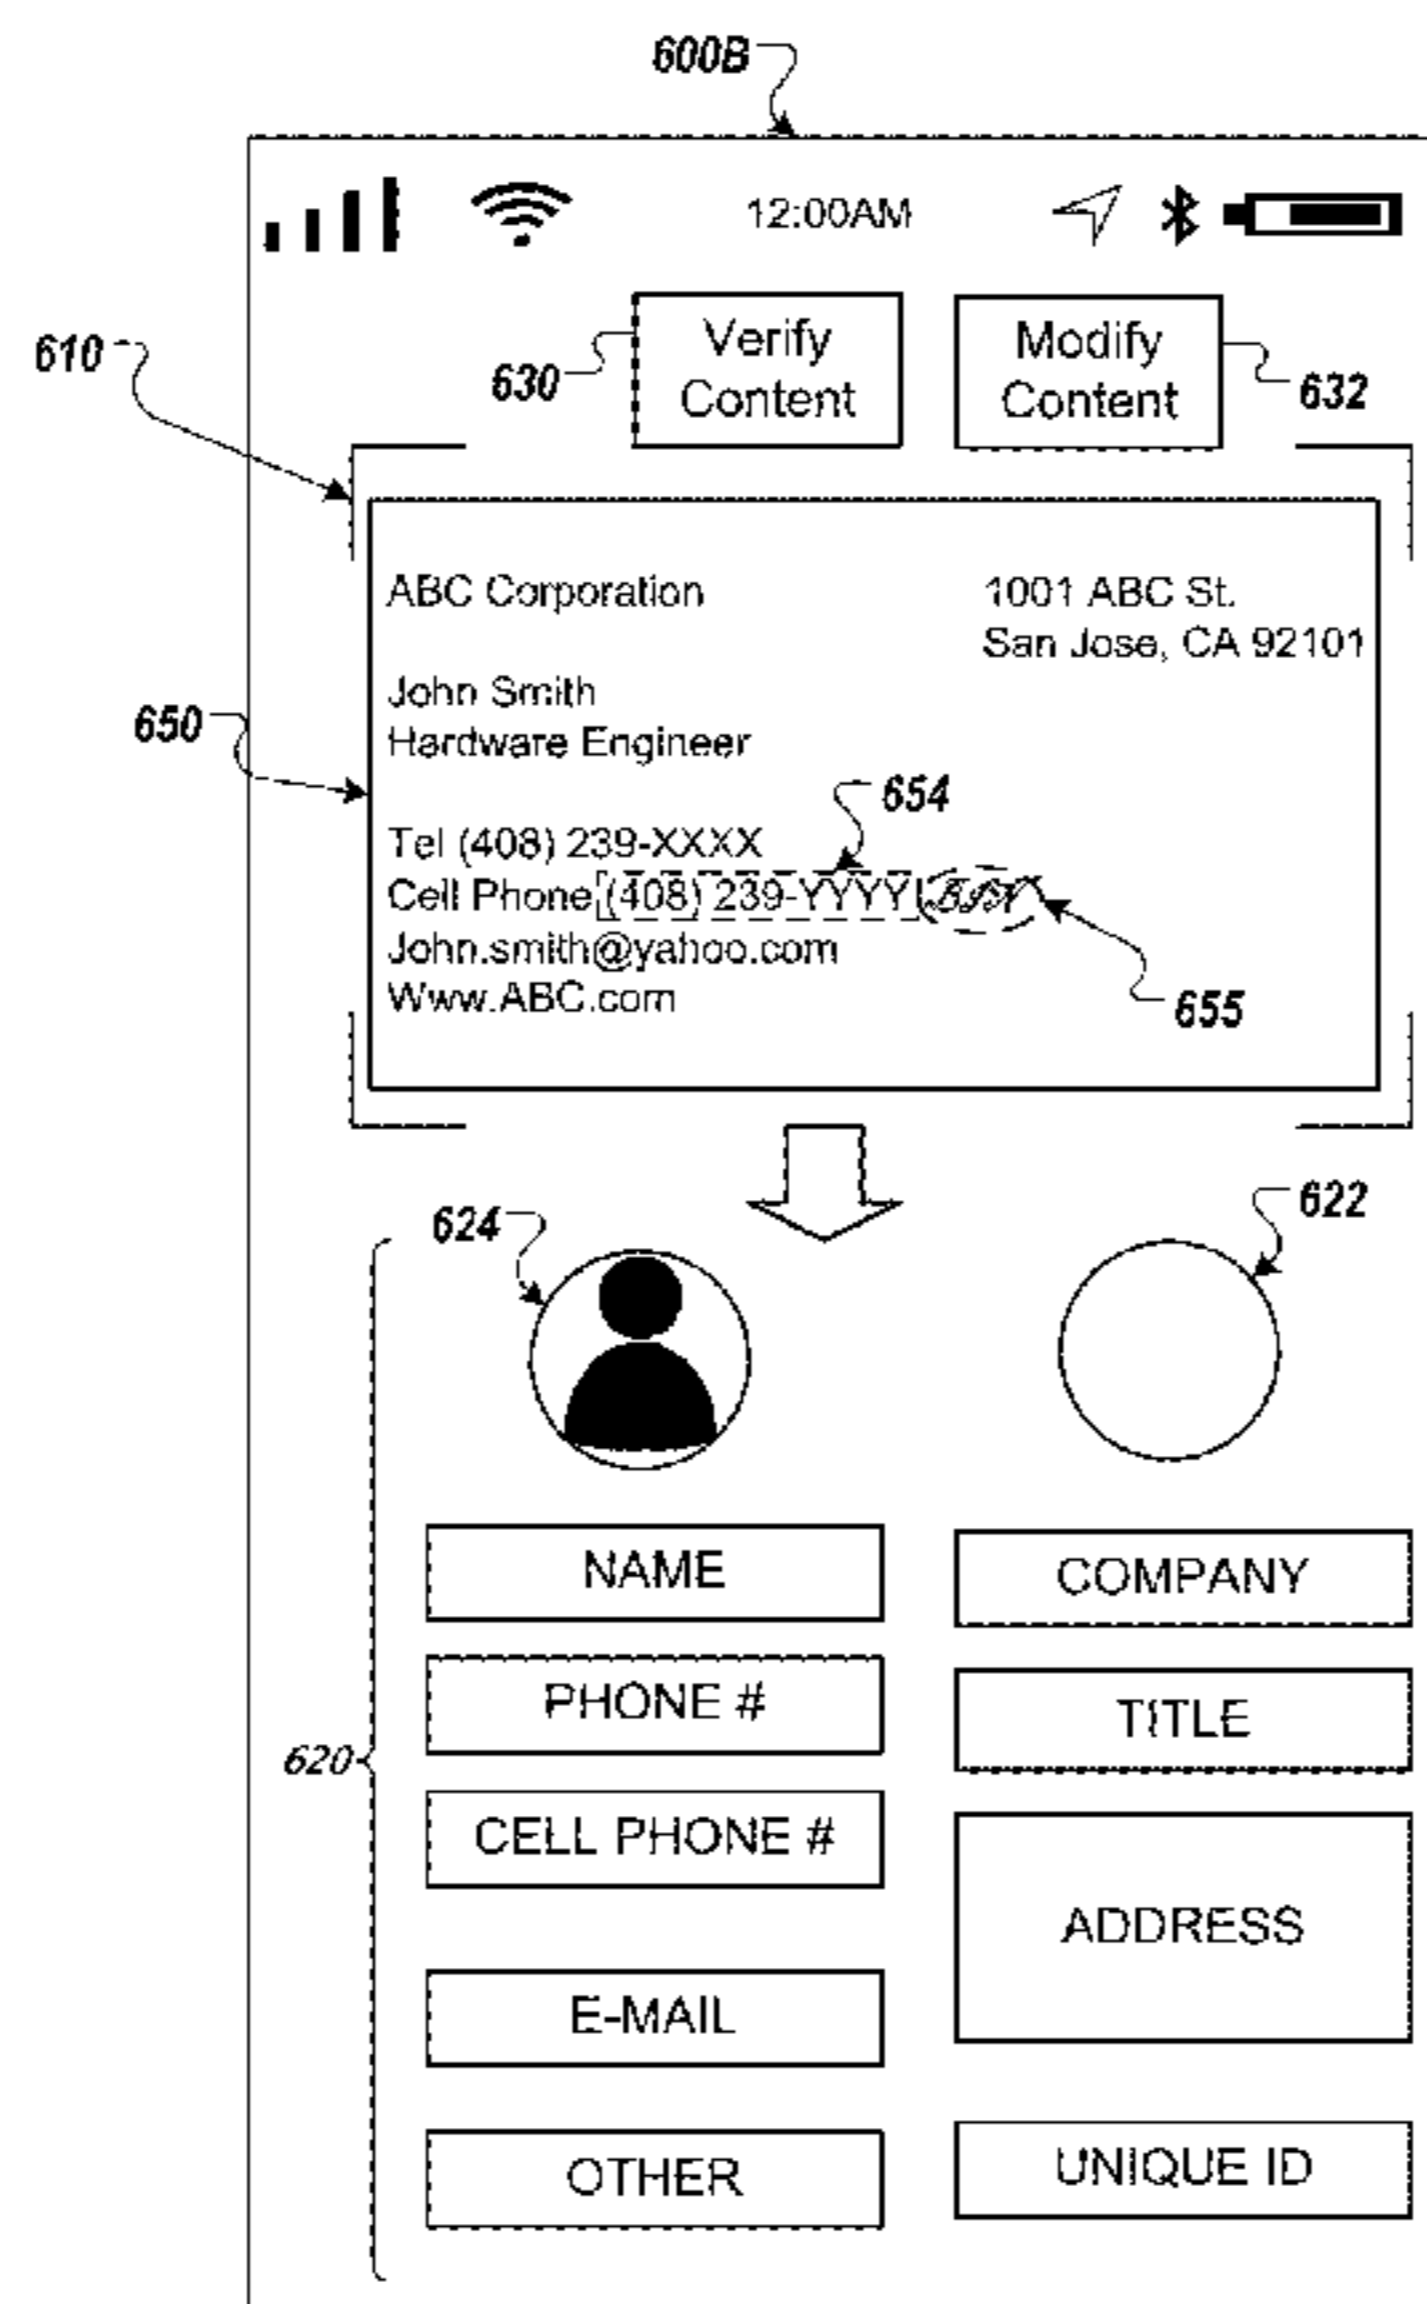 600B
12:00AM
610
630
Verify
Content
Modify
Content
632
ABC Corporation
1001 ABC St.
San Jose, CA 92101
John Smith
Hardware Engineer
650
654
Tel (408) 239-XXXX
Cell Phone (408) 239-YYYY
John.smith@yahoo.com
Www.ABC.com
655
624
622
NAME
COMPANY
PHONE #
TITLE
620
CELL PHONE #
ADDRESS
E-MAIL
OTHER
UNIQUE ID